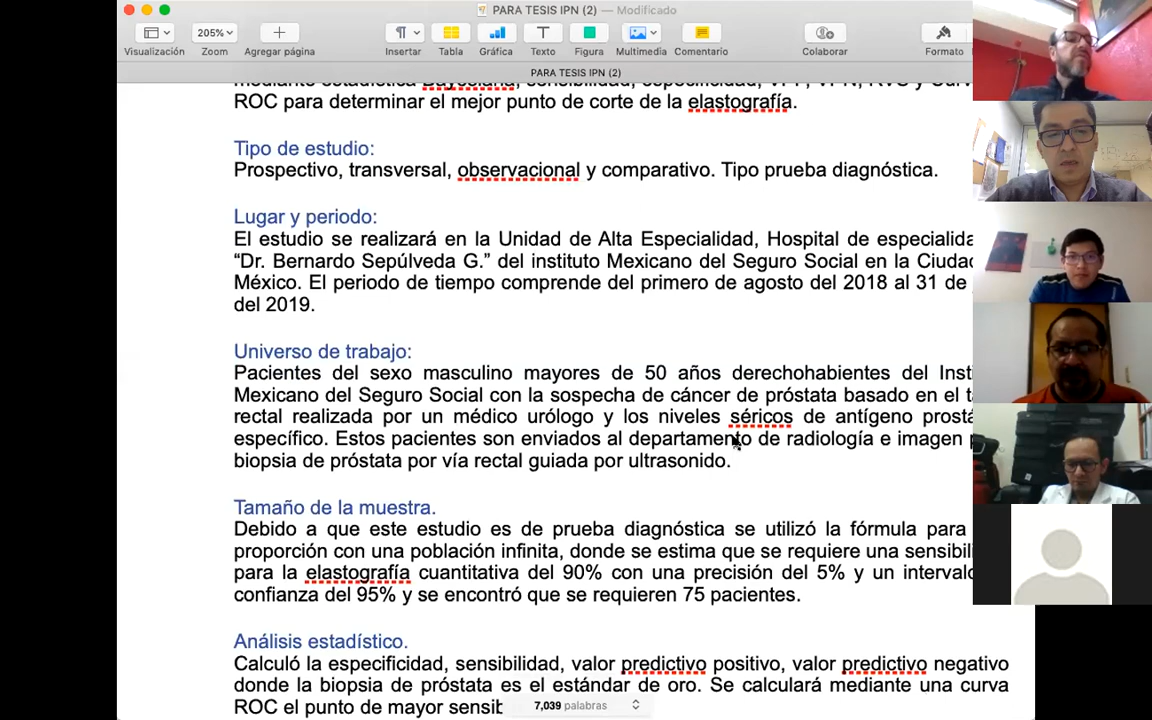 PARA TESIS IPN (2) — Modificado
205%
Visualización Zoom Agregar página Insertar Tabla Gráfica Texto Figura Multimedia Comentario Colaborar Formato
PARA TESIS IPN (2)
mediante estadística Bayesiana, sensibilidad, especificidad, VPP, VPN, RVS y Curva
ROC para determinar el mejor punto de corte de la elastografía.
Tipo de estudio:
Prospectivo, transversal, observacional y comparativo. Tipo prueba diagnóstica.
Lugar y periodo:
El estudio se realizará en la Unidad de Alta Especialidad, Hospital de especialida
“Dr. Bernardo Sepúlveda G.” del instituto Mexicano del Seguro Social en la Ciudad
México. El periodo de tiempo comprende del primero de agosto del 2018 al 31 de
del 2019.
Universo de trabajo:
Pacientes del sexo masculino mayores de 50 años derechohabientes del Insti
Mexicano del Seguro Social con la sospecha de cáncer de próstata basado en el ta
rectal realizada por un médico urólogo y los niveles séricos de antígeno prostá
específico. Estos pacientes son enviados al departamento de radiología e imagen p
biopsia de próstata por vía rectal guiada por ultrasonido.
Tamaño de la muestra.
Debido a que este estudio es de prueba diagnóstica se utilizó la fórmula para
proporción con una población infinita, donde se estima que se requiere una sensibili
para la elastografía cuantitativa del 90% con una precisión del 5% y un intervalo
confianza del 95% y se encontró que se requieren 75 pacientes.
Análisis estadístico.
Calculó la especificidad, sensibilidad, valor predictivo positivo, valor predictivo negativo
donde la biopsia de próstata es el estándar de oro. Se calculará mediante una curva
ROC el punto de mayor sensib
7,039 palabras